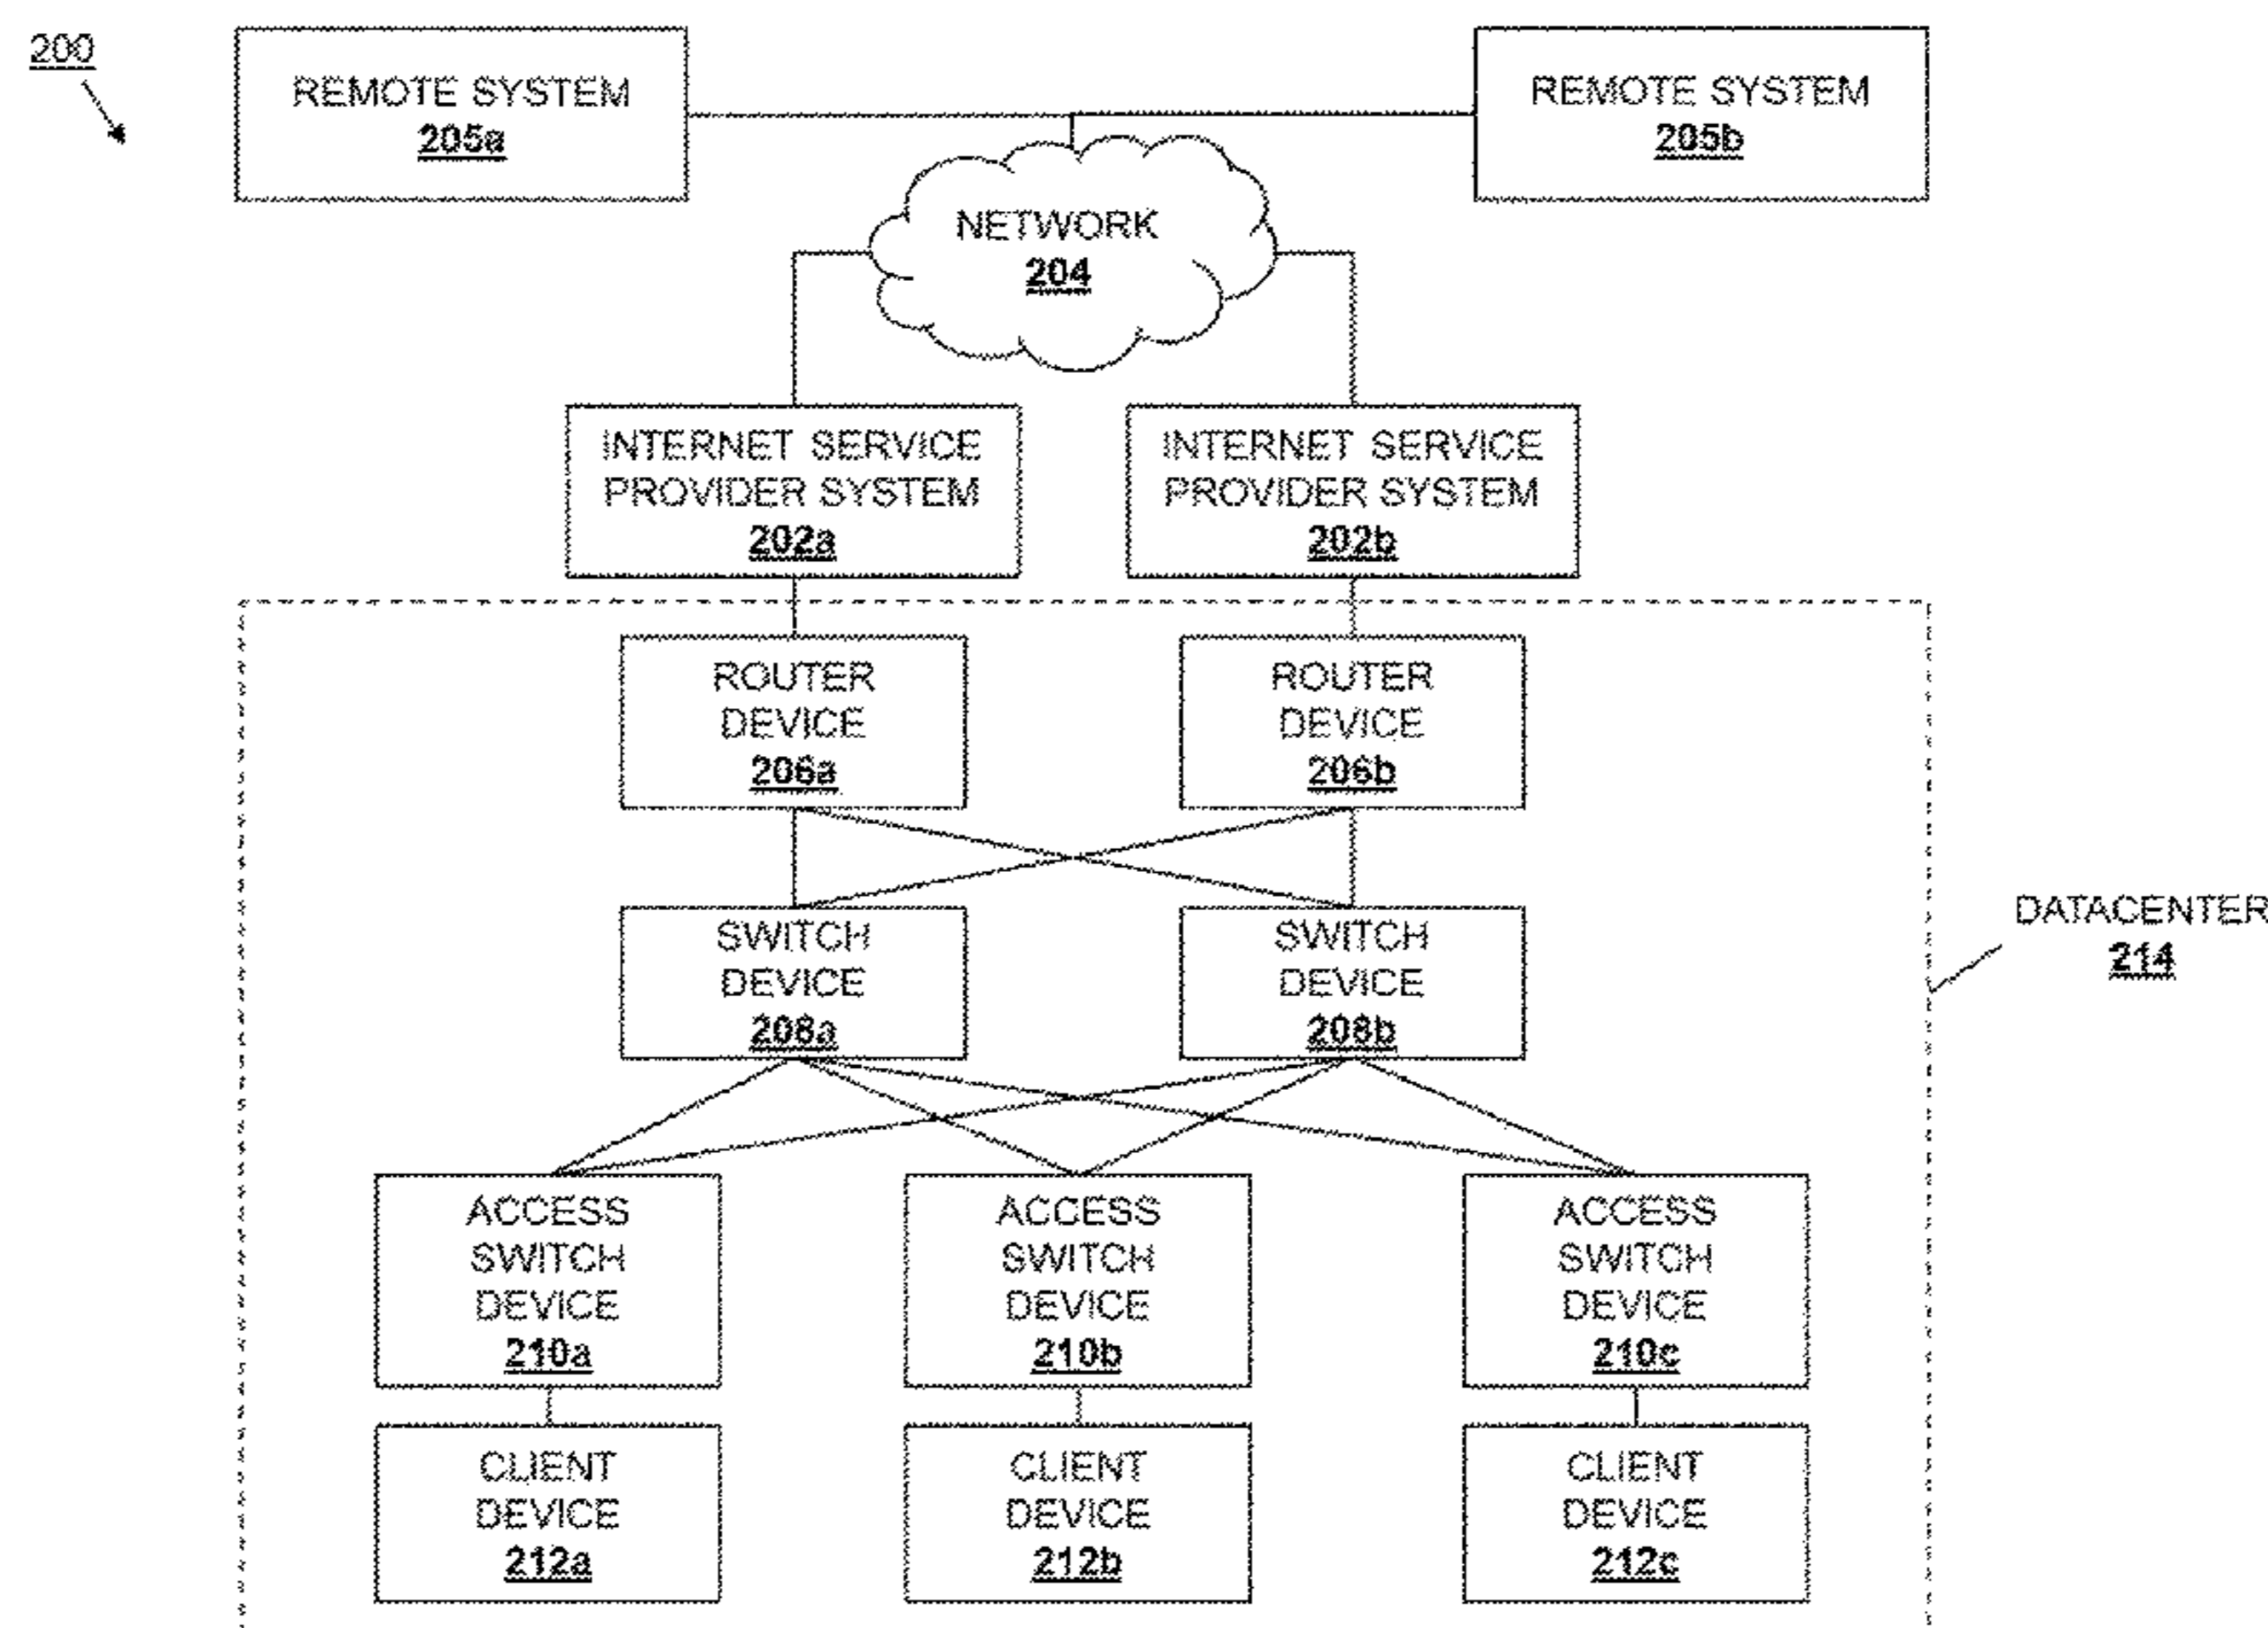 200
REMOTE SYSTEM
205a
REMOTE SYSTEM
205b
NETWORK
204
INTERNET SERVICE
PROVIDER SYSTEM
202a
INTERNET SERVICE
PROVIDER SYSTEM
202b
ROUTER
DEVICE
206a
ROUTER
DEVICE
206b
SWITCH
DEVICE
208a
SWITCH
DEVICE
208b
DATACENTER
214
ACCESS
SWITCH
DEVICE
210a
ACCESS
SWITCH
DEVICE
210b
ACCESS
SWITCH
DEVICE
210c
CLIENT
DEVICE
212a
CLIENT
DEVICE
212b
CLIENT
DEVICE
212c